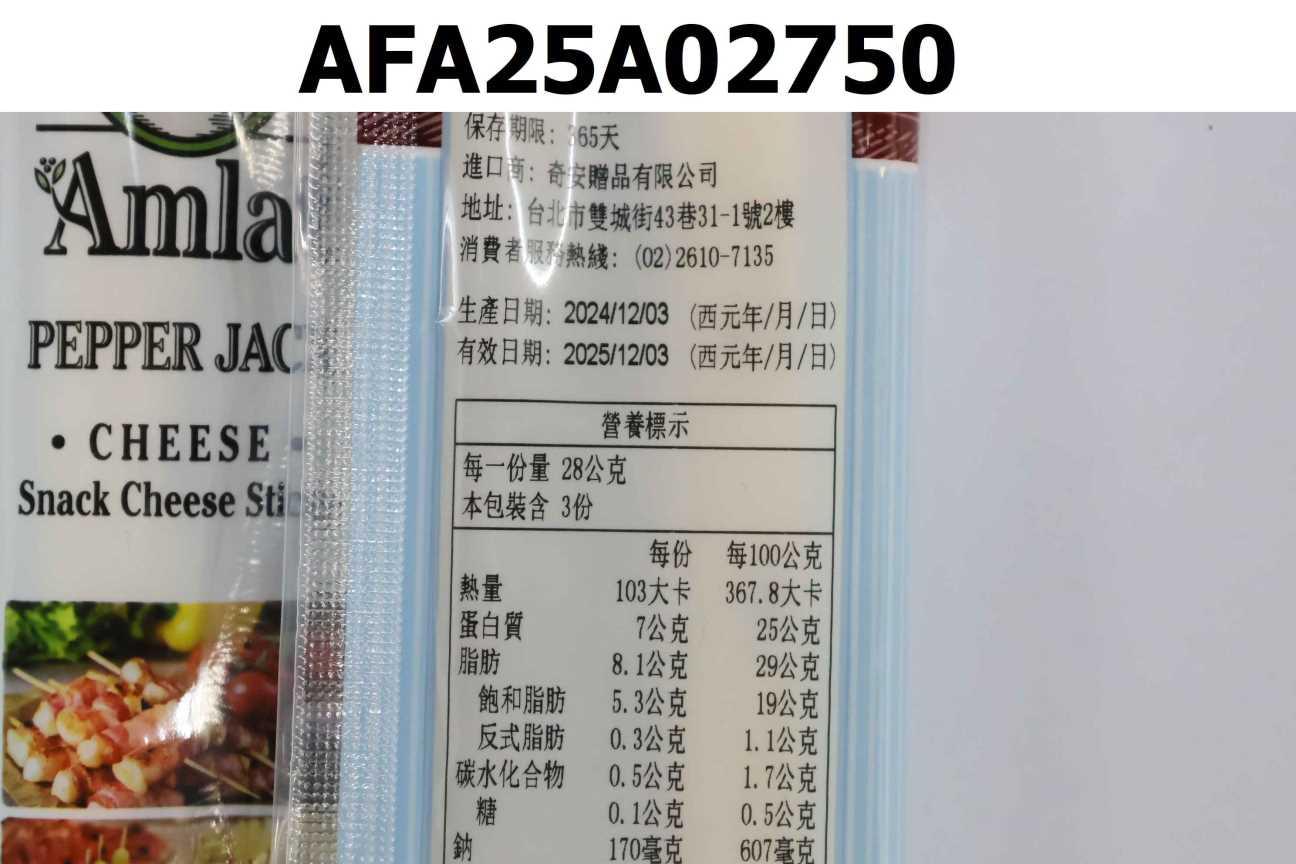 AFA25A02750
Amla
PEPPER JAC
• CHEESE
Snack Cheese
保存期限: 365天
進口商: 奇安贈品有限公司
地址: 台北市雙城街43巷31-1號2樓
消費者服務熱綫: (02)2610-7135
生產日期: 2024/12/03 (西元年/月/日)
有效日期: 2025/12/03 (西元年/月/日)
營養標示
每一份量 28公克
本包裝含 3份
每份 每100公克
熱量 103大卡 367.8大卡
蛋白質 7公克 25公克
脂肪 8.1公克 29公克
飽和脂肪 5.3公克 19公克
反式脂肪 0.3公克 1.1公克
碳水化合物 0.5公克 1.7公克
糖 0.1公克 0.5公克
鈉 170毫克 607毫克